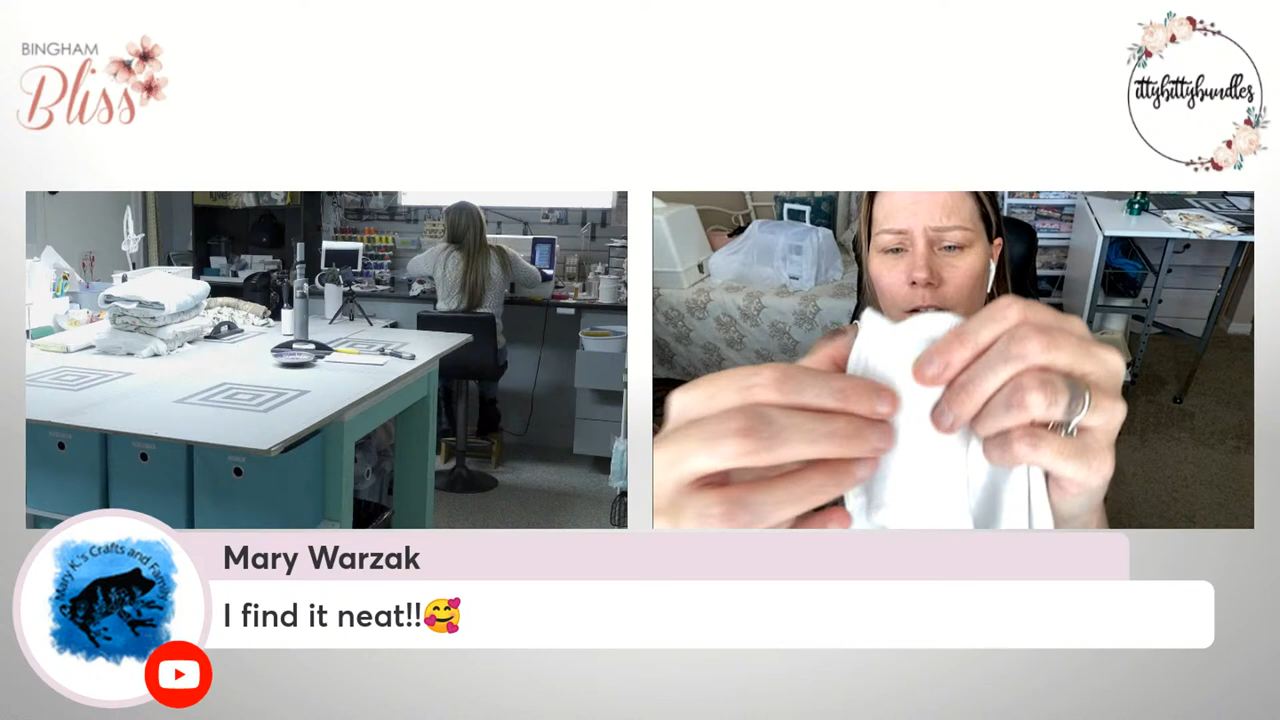 BINGHAM
Bliss
ittybittybundles
Mary Warzak
I find it neat!!🥰
Mary K.'s Crafts and Family